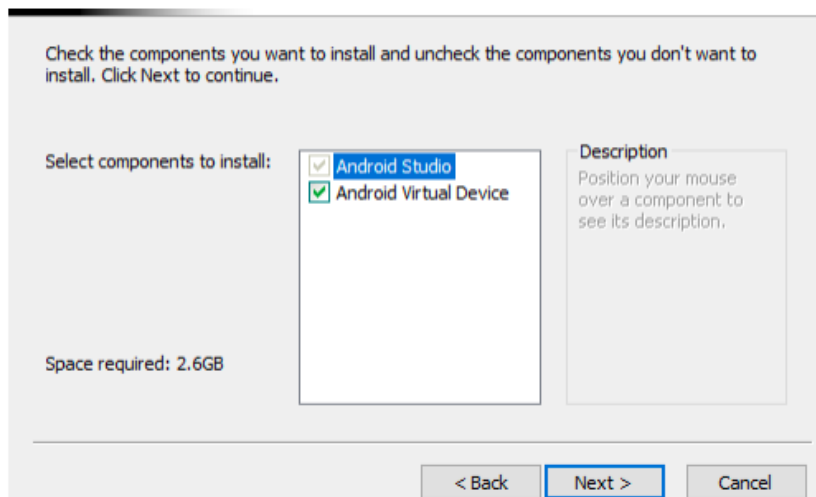 Check the components you want to install and uncheck the components you don't want to
install. Click Next to continue.
Select components to install:
Android Studio
Android Virtual Device
Description
Position your mouse
over a component to
see its description.
Space required: 2.6GB
< Back
Next >
Cancel